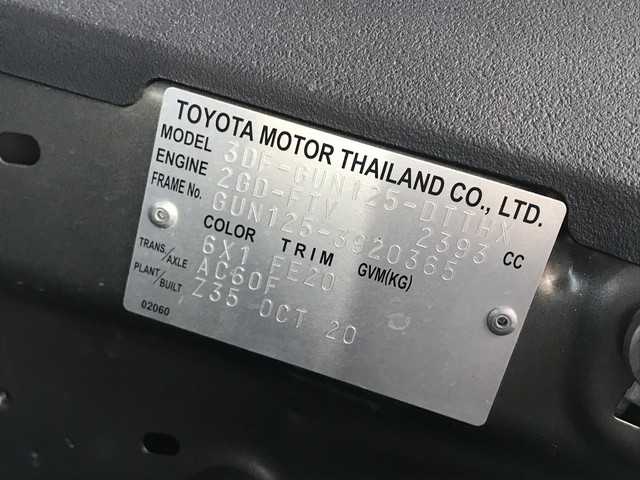 TOYOTA MOTOR THAILAND CO., LTD.
MODEL 3DF-GUN125-DTTHX
ENGINE 2GD-FTV 2393 CC
FRAME No. GUN125-3920365
COLOR TRIM GVM(KG)
6X1 FE20
TRANS/AXLE AC60F
PLANT/BUILT Z35 OCT 20
02060